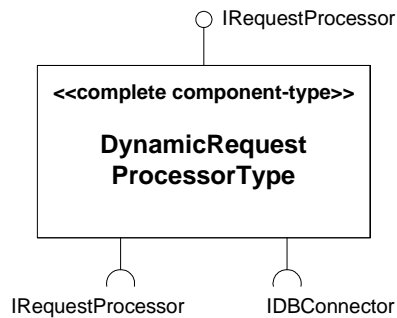 IRequestProcessor
<<complete component-type>>
DynamicRequest
ProcessorType
IRequestProcessor
IDBConnector